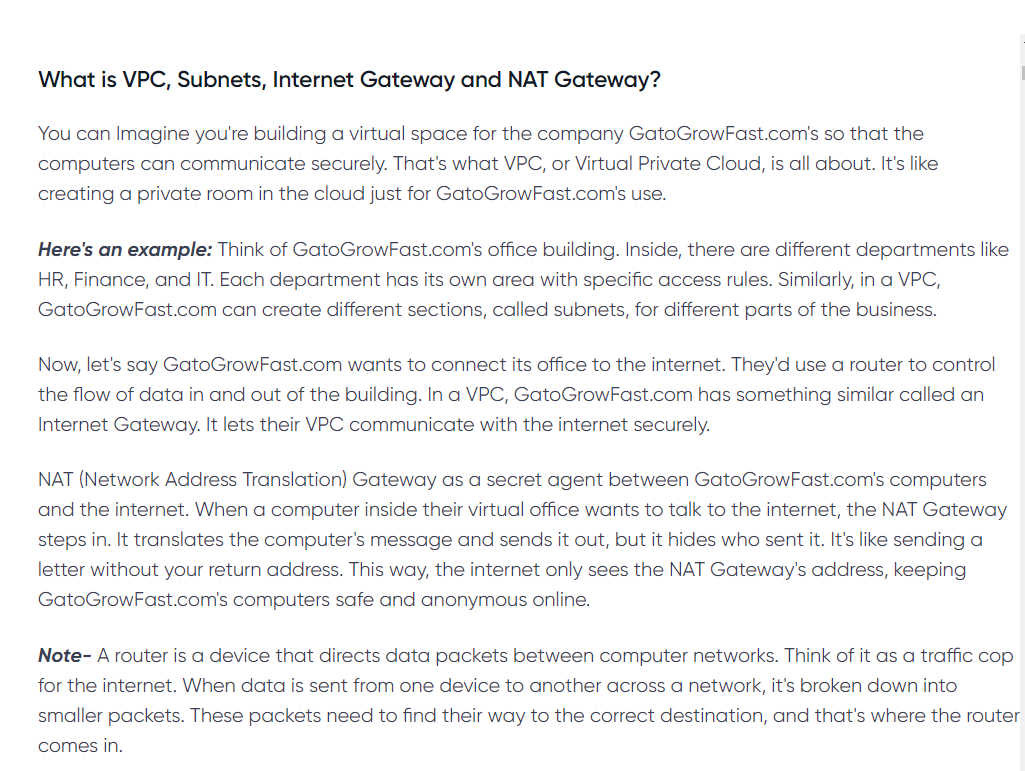 What is VPC, Subnets, Internet Gateway and NAT Gateway?
You can Imagine you're building a virtual space for the company GatoGrowFast.com's so that the
computers can communicate securely. That's what VPC, or Virtual Private Cloud, is all about. It's like
creating a private room in the cloud just for GatoGrowFast.com's use.
Here's an example: Think of GatoGrowFast.com's office building. Inside, there are different departments like
HR, Finance, and IT. Each department has its own area with specific access rules. Similarly, in a VPC,
GatoGrowFast.com can create different sections, called subnets, for different parts of the business.
Now, let's say GatoGrowFast.com wants to connect its office to the internet. They'd use a router to control
the flow of data in and out of the building. In a VPC, GatoGrowFast.com has something similar called an
Internet Gateway. It lets their VPC communicate with the internet securely.
NAT (Network Address Translation) Gateway as a secret agent between GatoGrowFast.com's computers
and the internet. When a computer inside their virtual office wants to talk to the internet, the NAT Gateway
steps in. It translates the computer's message and sends it out, but it hides who sent it. It's like sending a
letter without your return address. This way, the internet only sees the NAT Gateway's address, keeping
GatoGrowFast.com's computers safe and anonymous online.
Note- A router is a device that directs data packets between computer networks. Think of it as a traffic cop
for the internet. When data is sent from one device to another across a network, it's broken down into
smaller packets. These packets need to find their way to the correct destination, and that's where the router
comes in.